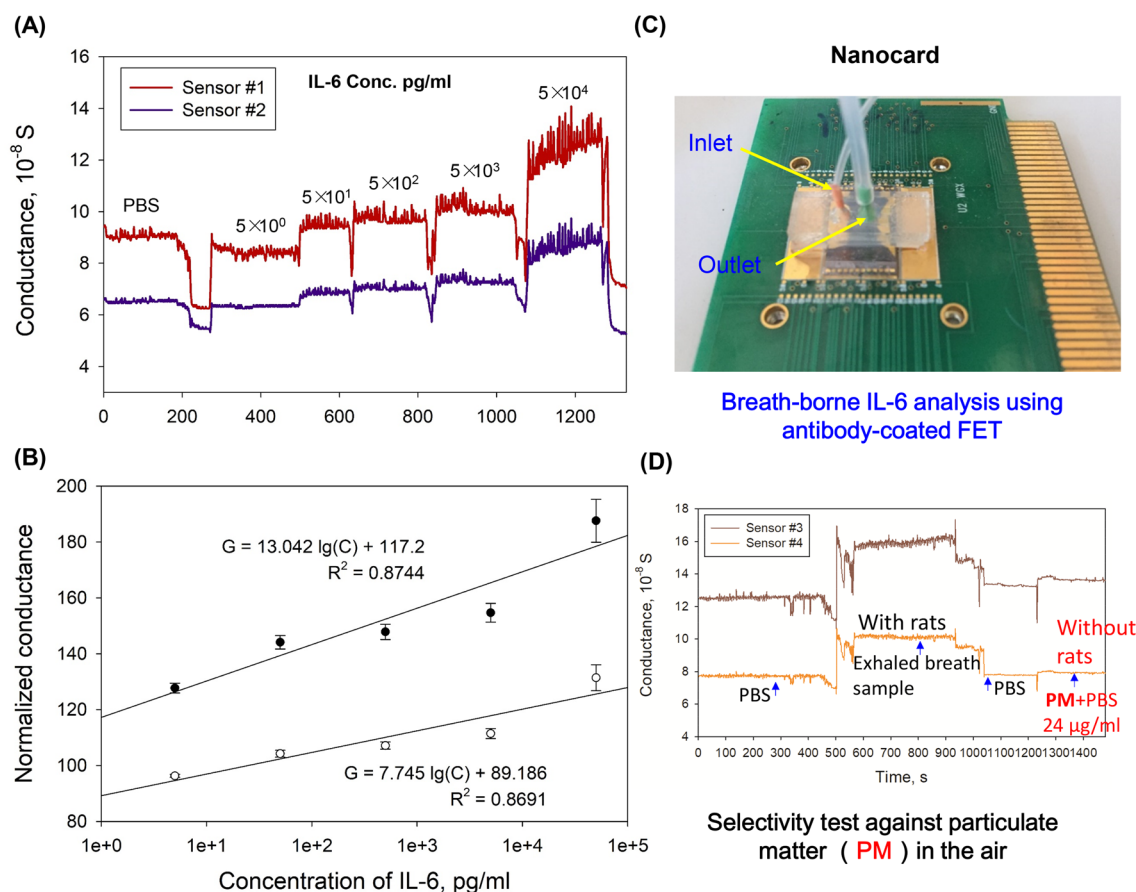 (A)
16
14
12
10
8
6
4
Conductance, 10⁻⁸ S
Sensor #1
Sensor #2
IL-6 Conc. pg/ml
PBS
5×10⁰
5×10¹
5×10²
5×10³
5×10⁴
0 200 400 600 800 1000 1200
(B)
200
180
160
140
120
100
80
Normalized conductance
G = 13.042 lg(C) + 117.2
R² = 0.8744
G = 7.745 lg(C) + 89.186
R² = 0.8691
1e+0 1e+1 1e+2 1e+3 1e+4 1e+5
Concentration of IL-6, pg/ml
(C)
Nanocard
Inlet
Outlet
U2 WGX
Breath-borne IL-6 analysis using
antibody-coated FET
(D)
18
16
14
12
10
8
6
4
Conductance, 10⁻⁸ S
Sensor #3
Sensor #4
With rats
Exhaled breath
sample
PBS
PBS
Without
rats
PM+PBS
24 µg/ml
0 100 200 300 400 500 600 700 800 900 1000 1100 1200 1300 1400
Time, s
Selectivity test against particulate
matter ( PM ) in the air